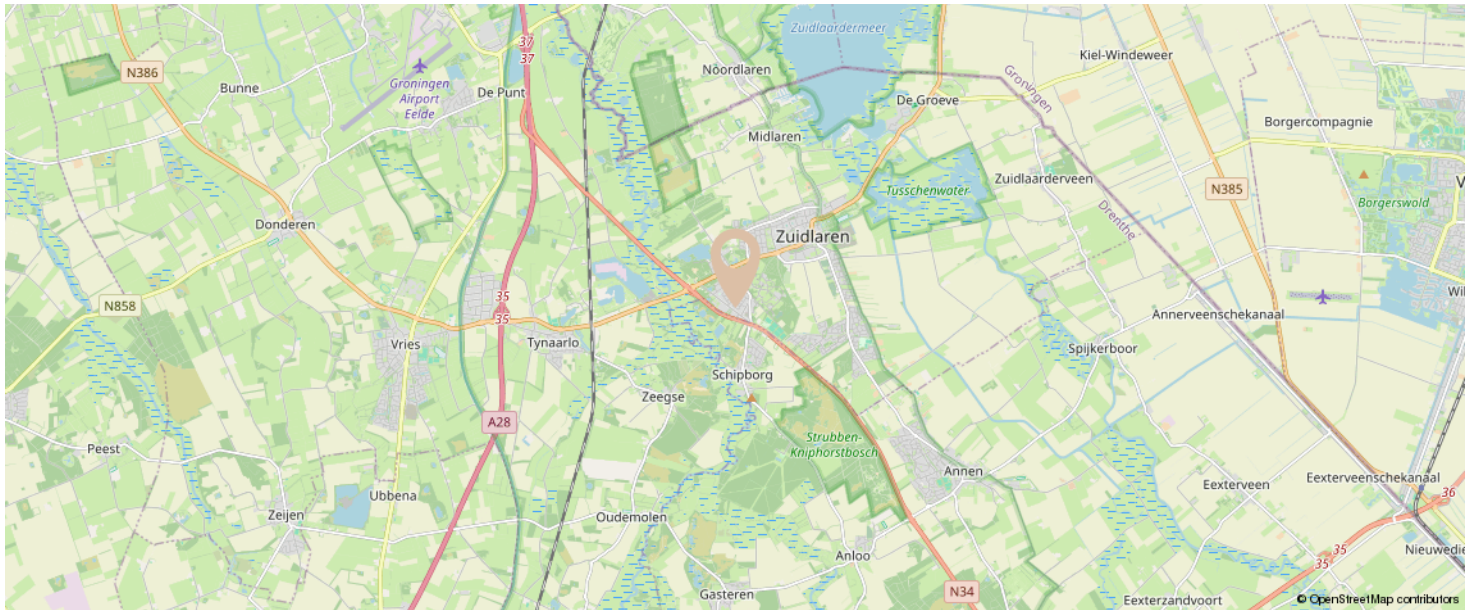 Zuidlaardermeer
37
37
Kiel-Windeweer
Noordlaren
N386
Groningen
Bunne
Groningen
Airport
Eelde
De Punt
De Groeve
Borgercompagnie
Midlaren
Zuidlaarderveen
N385
Tusschenwater
Borgerswold
Drenthe
Donderen
Zuidlaren
35
N858
35
Annerveenschekanaal
Vries
Tynaarlo
Spijkerboor
Schipborg
Zeegse
A28
Strubben-
Kniphorstbosch
Peest
Annen
Eexterveen
Eexterveenschekanaal
36
Ubbena
Zeijen
Oudemolen
35
Anloo
Nieuwedie
N34
Gasteren
Eexterzandvoort
© OpenStreetMap contributors